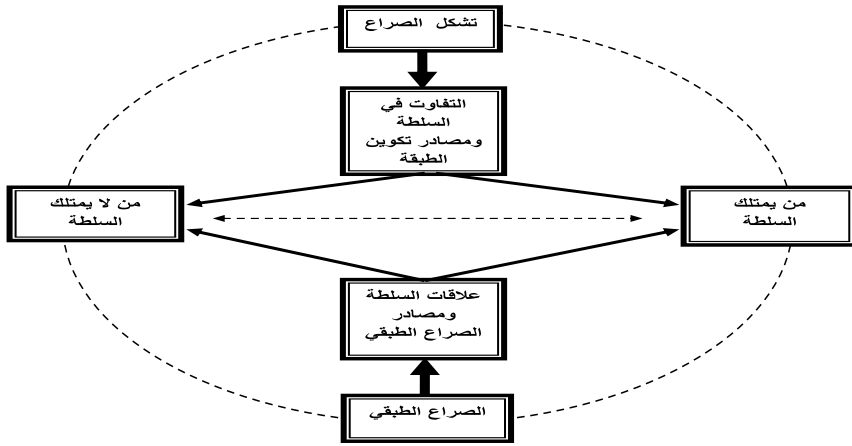 تشكل الصراع
التفاوت في
السلطة
ومصادر تكوين
الطبقة
من يمتلك
السلطة
من لا يمتلك
السلطة
علاقات السلطة
ومصادر
الصراع الطبقي
الصراع الطبقي